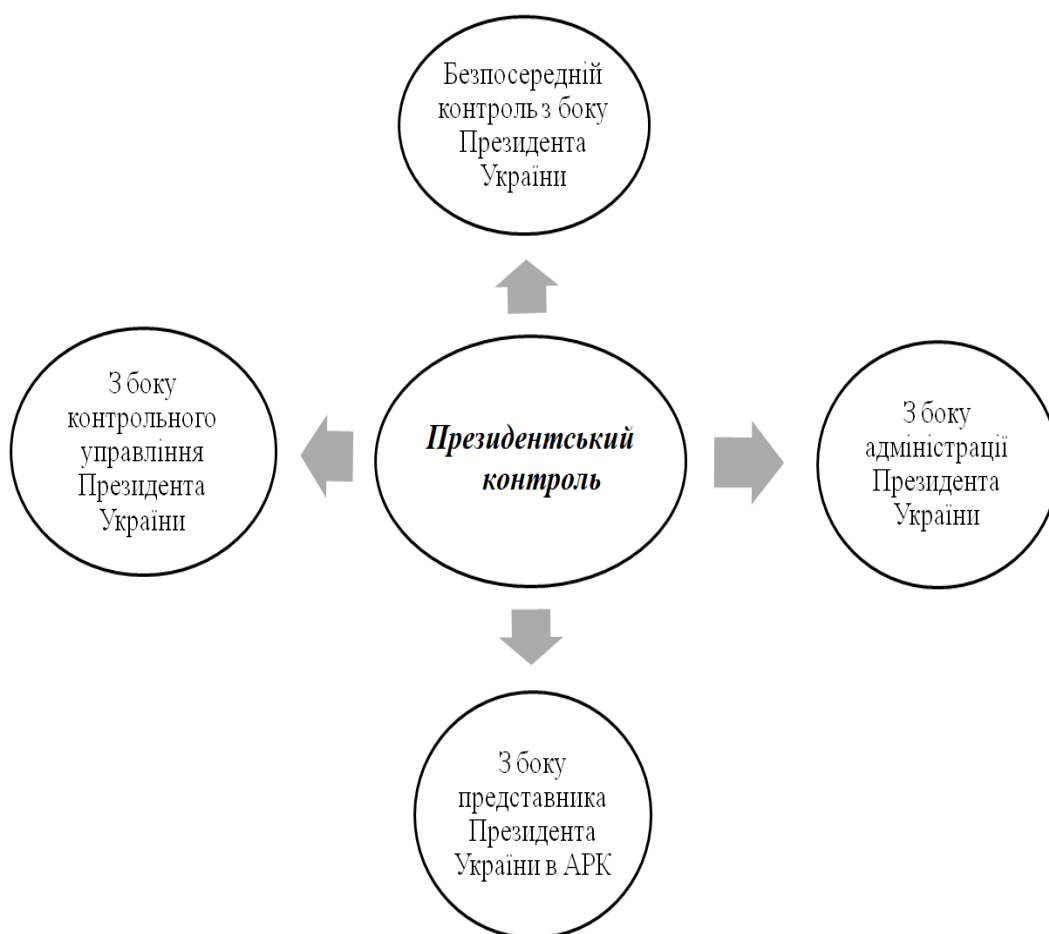 Безпосередній
контроль з боку
Президента
України
З боку
контрольного
управління
Президента
України
Президентський
контроль
З боку
адміністрації
Президента
України
З боку
представника
Президента
України в АРК